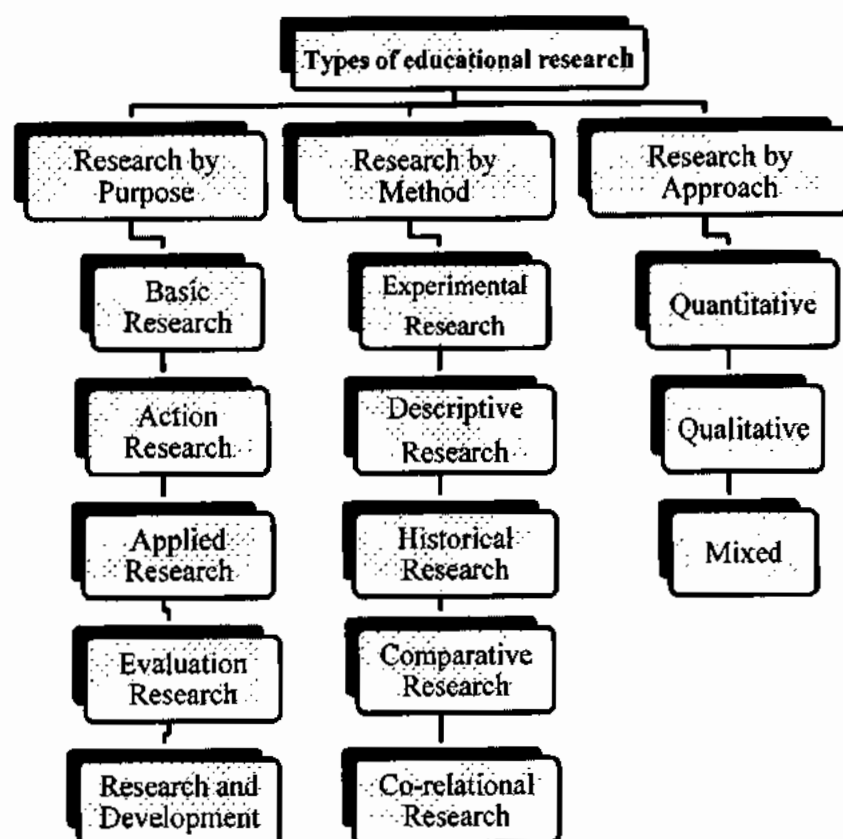 Types of educational research
Research by
Purpose
Basic
Research
Action
Research
Applied
Research
Evaluation
Research
Research and
Development
Research by
Method
Experimental
Research
Descriptive
Research
Historical
Research
Comparative
Research
Co-relational
Research
Research by
Approach
Quantitative
Qualitative
Mixed